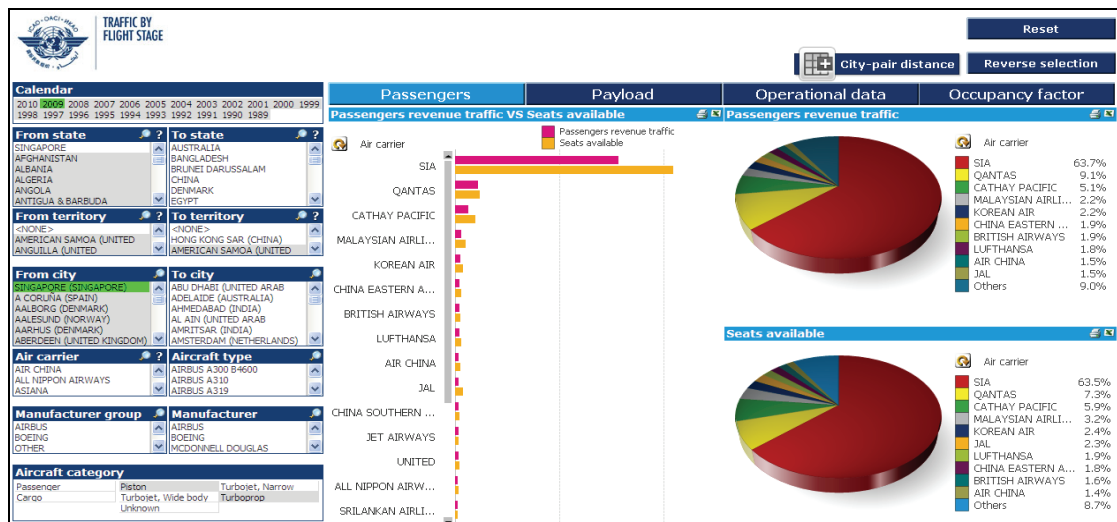 ICAO · OACI · ИКАО
TRAFFIC BY
FLIGHT STAGE
Reset
City-pair distance
Reverse selection
Calendar
2010 2009 2008 2007 2006 2005 2004 2003 2002 2001 2000 1999
1998 1997 1996 1995 1994 1993 1992 1991 1990 1989
From state ?
SINGAPORE
AFGHANISTAN
ALBANIA
ALGERIA
ANGOLA
ANTIGUA & BARBUDA
To state ?
AUSTRALIA
BANGLADESH
BRUNEI DARUSSALAM
CHINA
DENMARK
EGYPT
From territory
<NONE>
AMERICAN SAMOA (UNITED
ANGUILLA (UNITED
To territory
<NONE>
HONG KONG SAR (CHINA)
AMERICAN SAMOA (UNITED
From city
SINGAPORE (SINGAPORE)
A CORUÑA (SPAIN)
AALBORG (DENMARK)
AALESUND (NORWAY)
AARHUS (DENMARK)
ABERDEEN (UNITED KINGDOM)
To city
ABU DHABI (UNITED ARAB
ADELAIDE (AUSTRALIA)
AHMEDABAD (INDIA)
AL AIN (UNITED ARAB
AMRITSAR (INDIA)
AMSTERDAM (NETHERLANDS)
Air carrier ?
AIR CHINA
ALL NIPPON AIRWAYS
ASIANA
Aircraft type
AIRBUS A300 B4600
AIRBUS A310
AIRBUS A319
Manufacturer group
AIRBUS
BOEING
OTHER
Manufacturer
AIRBUS
BOEING
MCDONNELL DOUGLAS
Aircraft category
Passenger Piston Turbojet, Narrow
Cargo Turbojet, Wide body Turboprop
Unknown
Passengers
Payload
Operational data
Occupancy factor
Passengers revenue traffic VS Seats available
Air carrier
Passengers revenue traffic
Seats available
SIA
QANTAS
CATHAY PACIFIC
MALAYSIAN AIRLI...
KOREAN AIR
CHINA EASTERN A...
BRITISH AIRWAYS
LUFTHANSA
AIR CHINA
JAL
CHINA SOUTHERN ...
JET AIRWAYS
UNITED
ALL NIPPON AIRW...
SRILANKAN AIRLI...
Passengers revenue traffic
Air carrier
SIA 63.7%
QANTAS 9.1%
CATHAY PACIFIC 5.1%
MALAYSIAN AIRLI... 2.2%
KOREAN AIR 2.2%
CHINA EASTERN ... 1.9%
BRITISH AIRWAYS 1.9%
LUFTHANSA 1.8%
AIR CHINA 1.5%
JAL 1.5%
Others 9.0%
Seats available
Air carrier
SIA 63.5%
QANTAS 7.3%
CATHAY PACIFIC 5.9%
MALAYSIAN AIRLI... 3.2%
KOREAN AIR 2.4%
JAL 2.3%
LUFTHANSA 1.9%
CHINA EASTERN A... 1.8%
BRITISH AIRWAYS 1.6%
AIR CHINA 1.4%
Others 8.7%